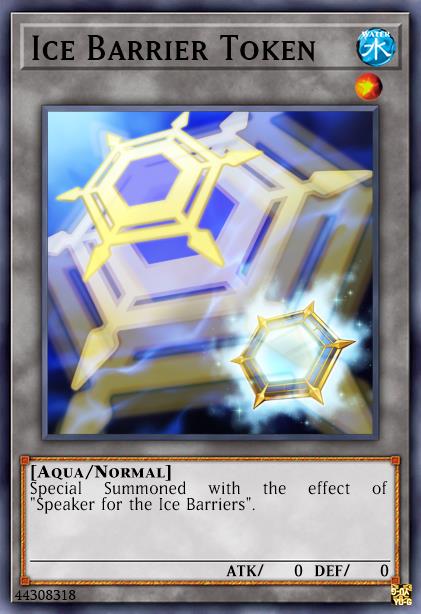 ICE BARRIER TOKEN
WATER
水
[AQUA/NORMAL]
Special Summoned with the effect of
"Speaker for the Ice Barriers".
ATK/ 0 DEF/ 0
44308318